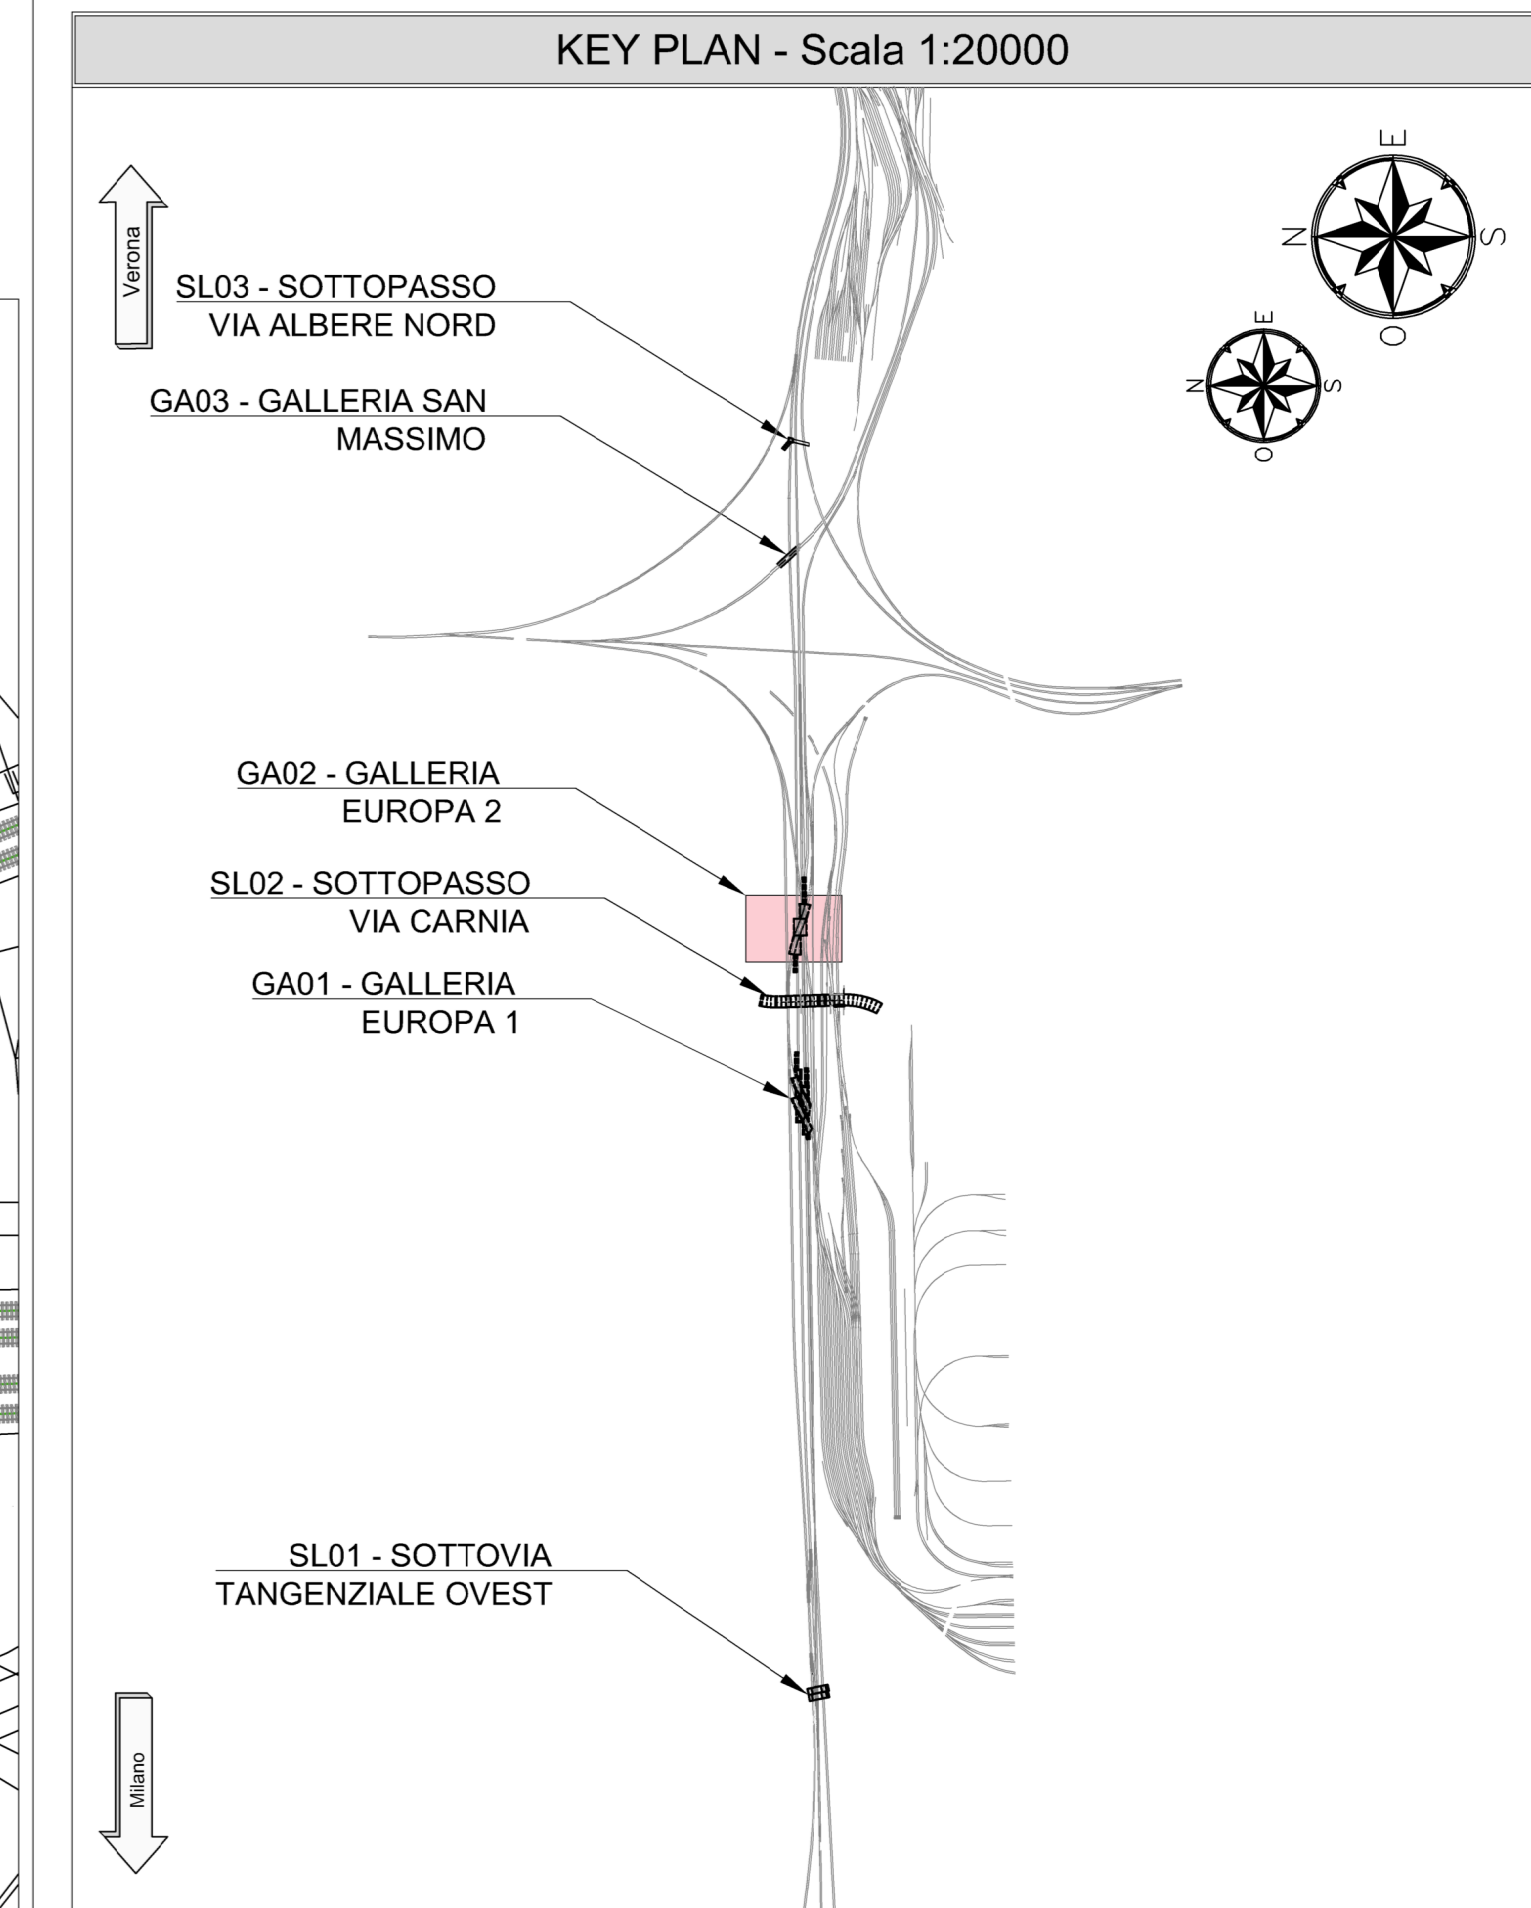 KEY PLAN - Scala 1:20000
E
N
S
O
Verona
SL03 - SOTTOPASSO
VIA ALBERE NORD
E
N
S
O
GA03 - GALLERIA SAN
MASSIMO
GA02 - GALLERIA
EUROPA 2
SL02 - SOTTOPASSO
VIA CARNIA
GA01 - GALLERIA
EUROPA 1
SL01 - SOTTOVIA
TANGENZIALE OVEST
Milano